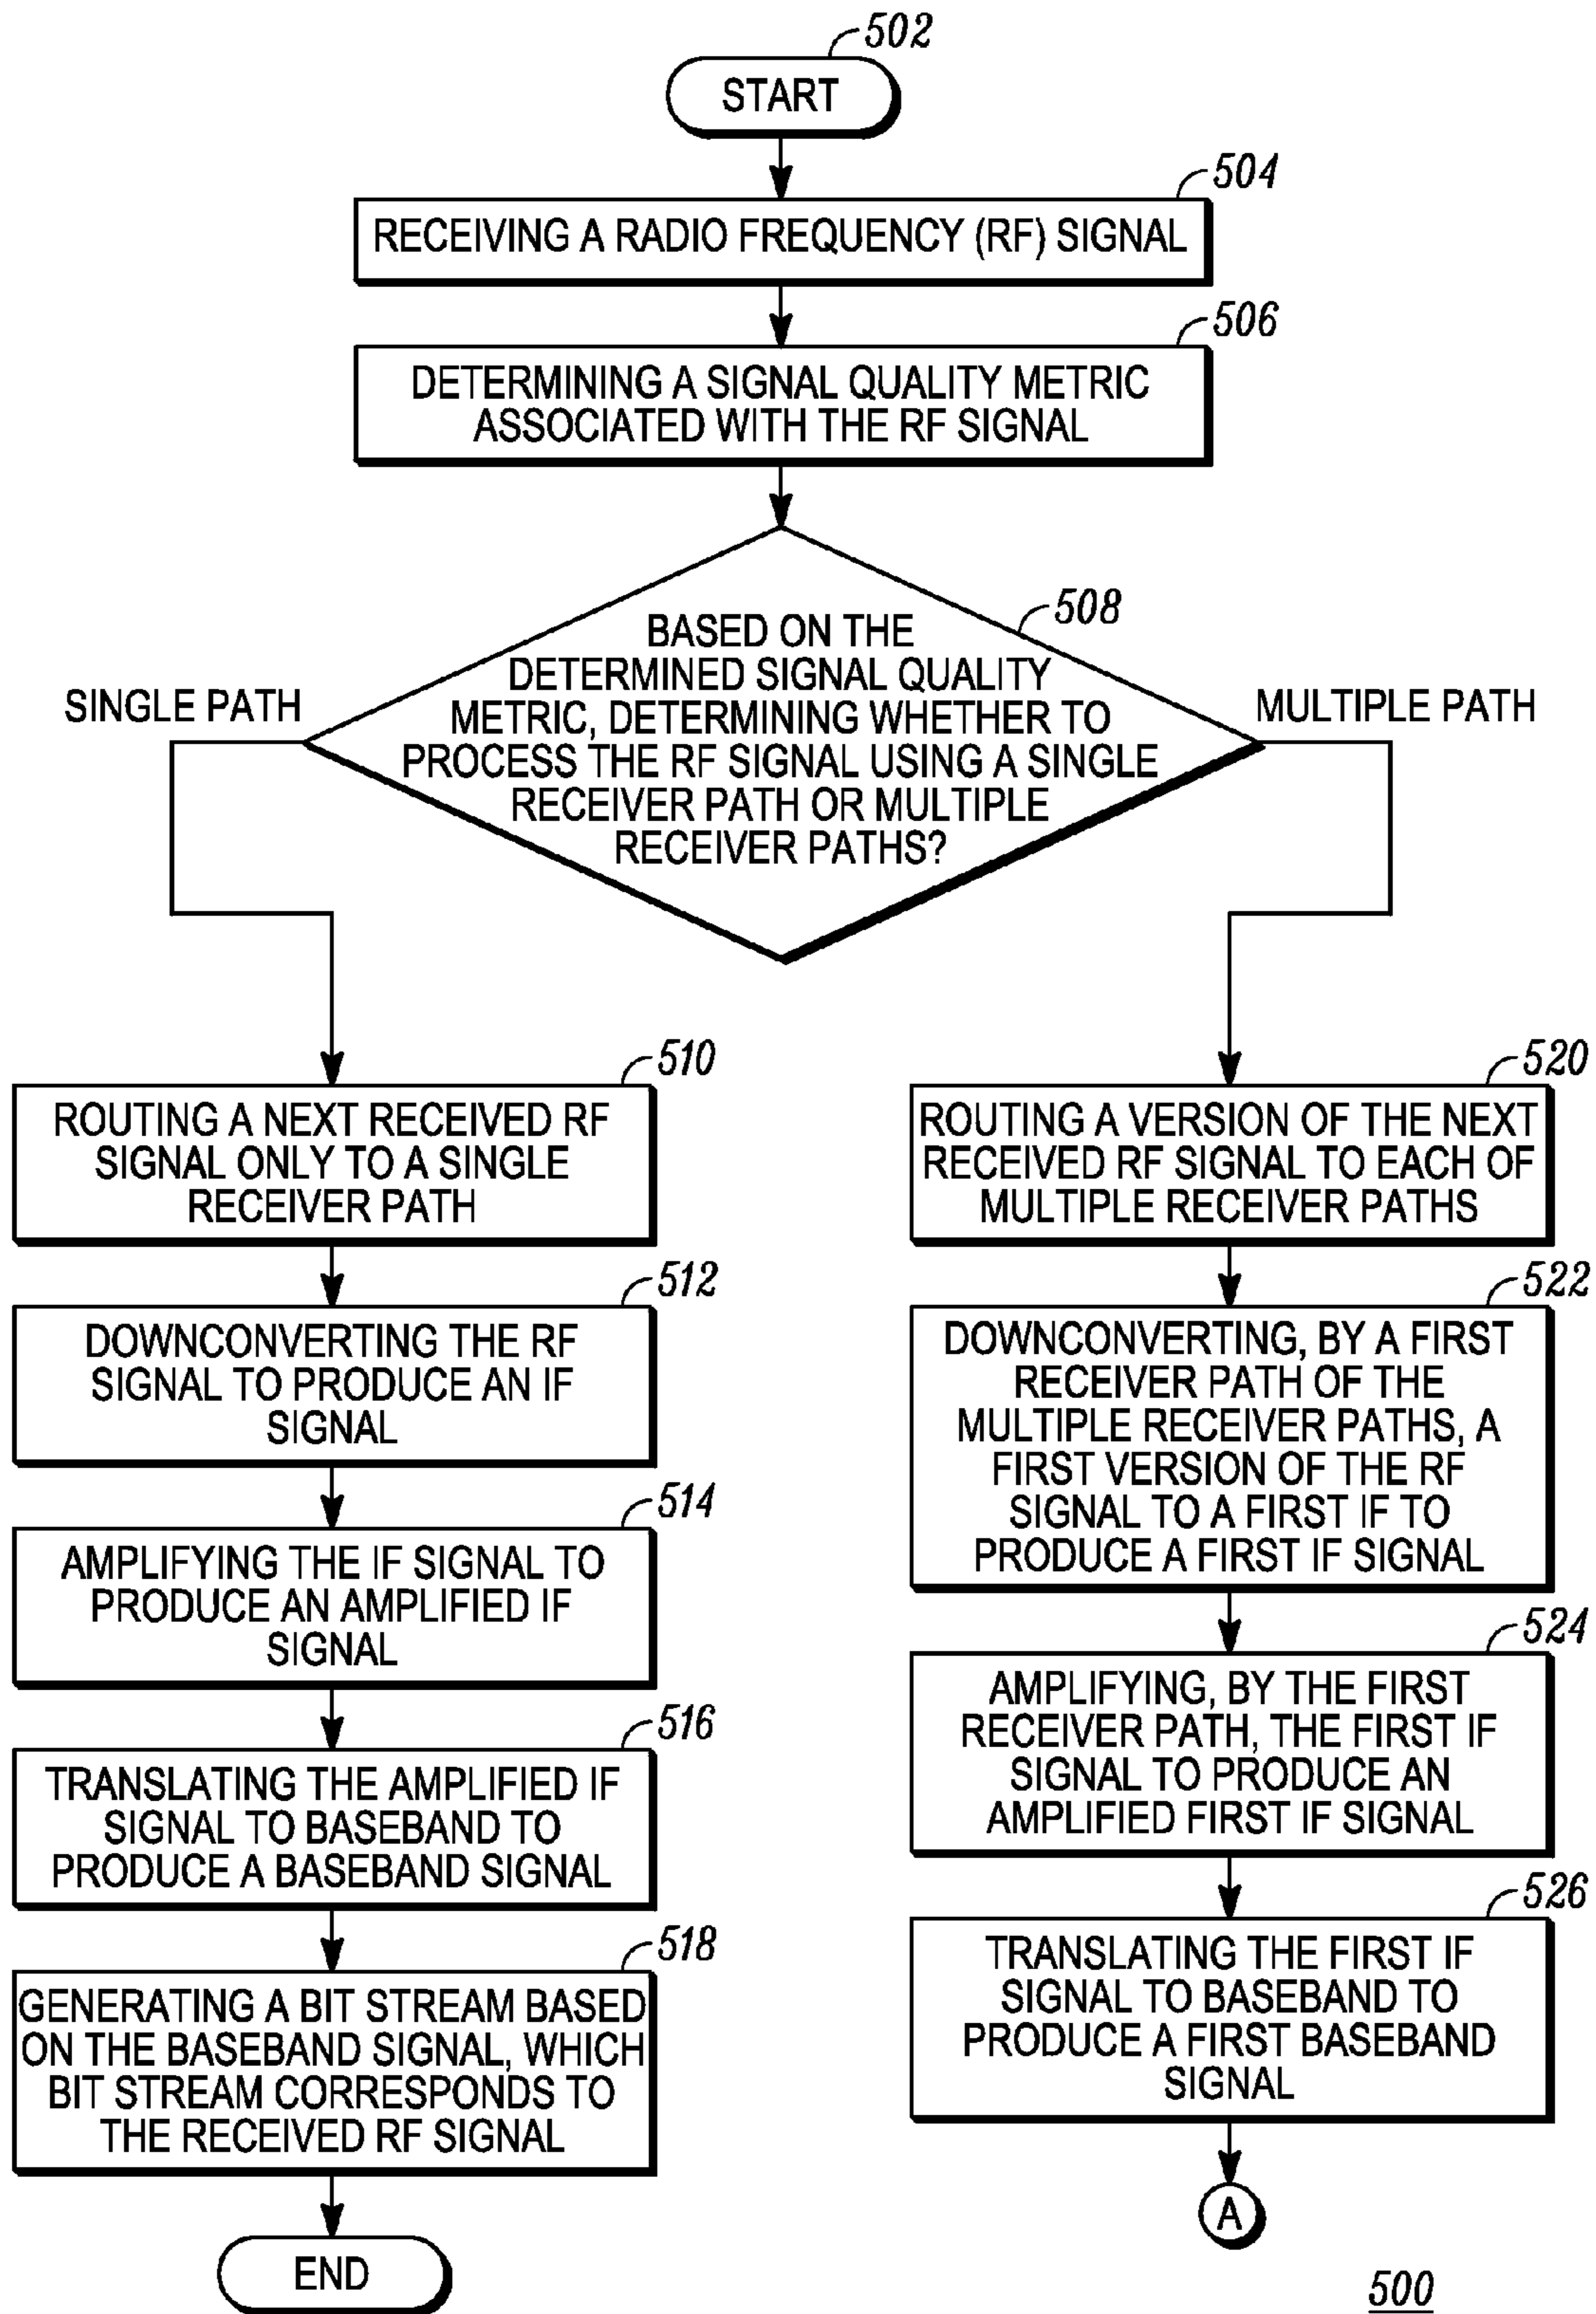 502
START
504
RECEIVING A RADIO FREQUENCY (RF) SIGNAL
506
DETERMINING A SIGNAL QUALITY METRIC
ASSOCIATED WITH THE RF SIGNAL
508
BASED ON THE
DETERMINED SIGNAL QUALITY
METRIC, DETERMINING WHETHER TO
PROCESS THE RF SIGNAL USING A SINGLE
RECEIVER PATH OR MULTIPLE
RECEIVER PATHS?
SINGLE PATH
MULTIPLE PATH
510
ROUTING A NEXT RECEIVED RF
SIGNAL ONLY TO A SINGLE
RECEIVER PATH
512
DOWNCONVERTING THE RF
SIGNAL TO PRODUCE AN IF
SIGNAL
514
AMPLIFYING THE IF SIGNAL TO
PRODUCE AN AMPLIFIED IF
SIGNAL
516
TRANSLATING THE AMPLIFIED IF
SIGNAL TO BASEBAND TO
PRODUCE A BASEBAND SIGNAL
518
GENERATING A BIT STREAM BASED
ON THE BASEBAND SIGNAL, WHICH
BIT STREAM CORRESPONDS TO
THE RECEIVED RF SIGNAL
END
520
ROUTING A VERSION OF THE NEXT
RECEIVED RF SIGNAL TO EACH OF
MULTIPLE RECEIVER PATHS
522
DOWNCONVERTING, BY A FIRST
RECEIVER PATH OF THE
MULTIPLE RECEIVER PATHS, A
FIRST VERSION OF THE RF
SIGNAL TO A FIRST IF TO
PRODUCE A FIRST IF SIGNAL
524
AMPLIFYING, BY THE FIRST
RECEIVER PATH, THE FIRST IF
SIGNAL TO PRODUCE AN
AMPLIFIED FIRST IF SIGNAL
526
TRANSLATING THE FIRST IF
SIGNAL TO BASEBAND TO
PRODUCE A FIRST BASEBAND
SIGNAL
A
500